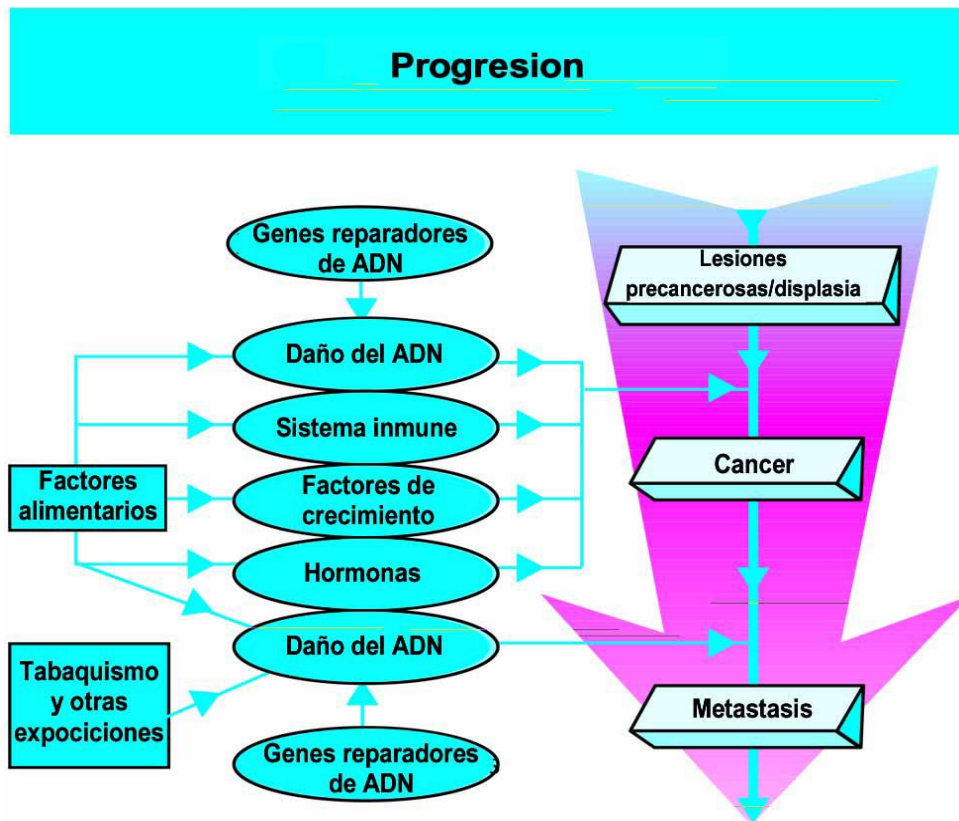 Progresion
Genes reparadores
de ADN
Daño del ADN
Sistema inmune
Factores de
crecimiento
Hormonas
Daño del ADN
Genes reparadores
de ADN
Factores
alimentarios
Tabaquismo
y otras
expociciones
Lesiones
precancerosas/displasia
Cancer
Metastasis